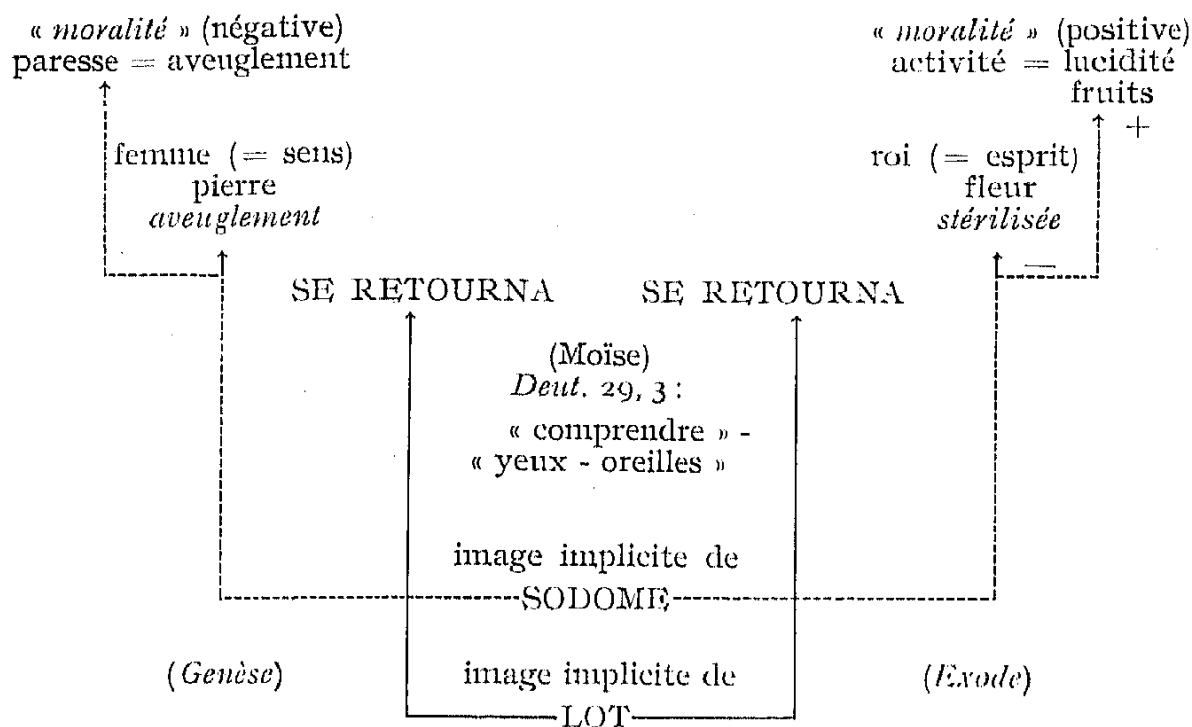 « moralité » (négative)
paresse = aveuglement
« moralité » (positive)
activité = lucidité
fruits
+
femme (= sens)
pierre
aveuglement
roi (= esprit)
fleur
stérilisée
—
SE RETOURNA
SE RETOURNA
(Moïse)
Deut. 29, 3 :
« comprendre » -
« yeux - oreilles »
image implicite de
SODOME
(Genèse)
image implicite de
(Exode)
LOT